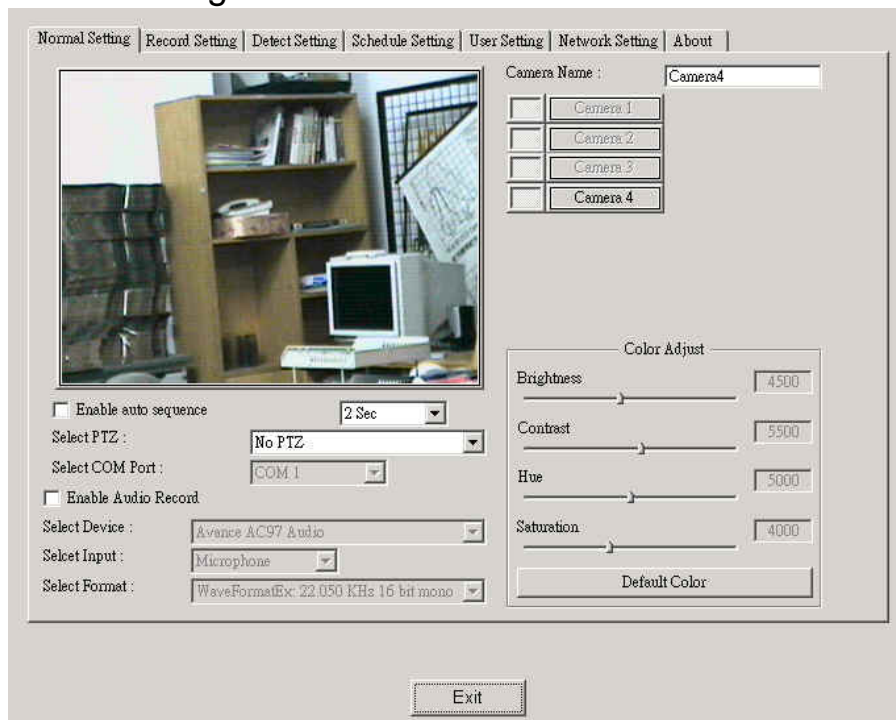 Normal Setting Record Setting Detect Setting Schedule Setting User Setting Network Setting About
Camera Name : Camera4
Camera 1
Camera 2
Camera 3
Camera 4
Enable auto sequence 2 Sec
Select PTZ : No PTZ
Select COM Port : COM 1
Enable Audio Record
Select Device : Avance AC97 Audio
Selcet Input : Microphone
Select Format : WaveFormatEx: 22.050 KHz 16 bit mono
Color Adjust
Brightness 4500
Contrast 5500
Hue 5000
Saturation 4000
Default Color
Exit